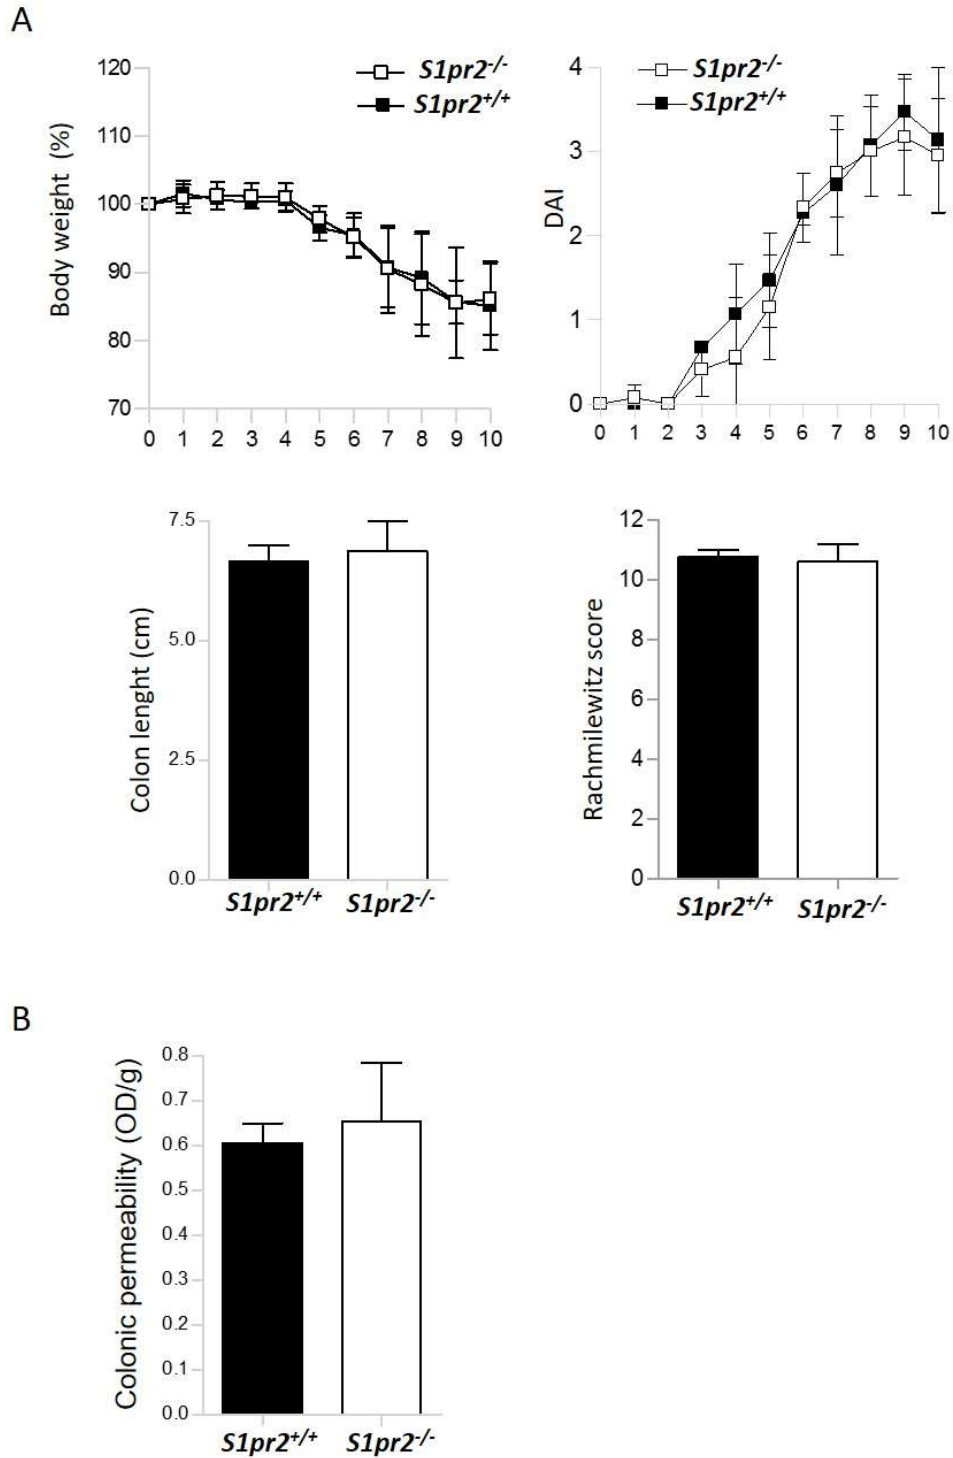 A
120
110
100
90
80
70
Body weight (%)
S1pr2-/-
S1pr2+/+
0 1 2 3 4 5 6 7 8 9 10
4
3
2
1
0
DAI
S1pr2-/-
S1pr2+/+
0 1 2 3 4 5 6 7 8 9 10
7.5
5.0
2.5
0.0
Colon lenght (cm)
S1pr2+/+ S1pr2-/-
12
10
8
6
4
2
0
Rachmilewitz score
S1pr2+/+ S1pr2-/-
B
0.8
0.7
0.6
0.5
0.4
0.3
0.2
0.1
0.0
Colonic permeability (OD/g)
S1pr2+/+ S1pr2-/-